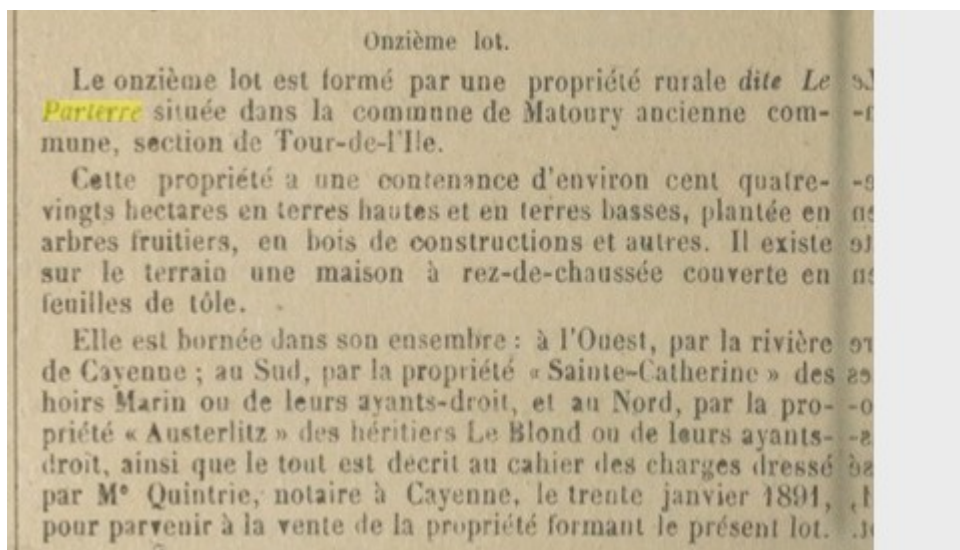 Onzième lot.
Le onzième lot est formé par une propriété rurale dite Le
Parterre située dans la commune de Matoury ancienne com-
mune, section de Tour-de-l'Ile.
Cette propriété a une contenance d'environ cent quatre-
vingts hectares en terres hautes et en terres basses, plantée en
arbres fruitiers, en bois de constructions et autres. Il existe
sur le terrain une maison à rez-de-chaussée couverte en
feuilles de tôle.
Elle est bornée dans son ensembre : à l'Ouest, par la rivière
de Cayenne ; au Sud, par la propriété « Sainte-Catherine » des
hoirs Marin ou de leurs ayants-droit, et au Nord, par la pro-
priété « Austerlitz » des héritiers Le Blond ou de leurs ayants-
droit, ainsi que le tout est décrit au cahier des charges dressé
par Me Quintrie, notaire à Cayenne, le trente janvier 1891,
pour parvenir à la vente de la propriété formant le présent lot.